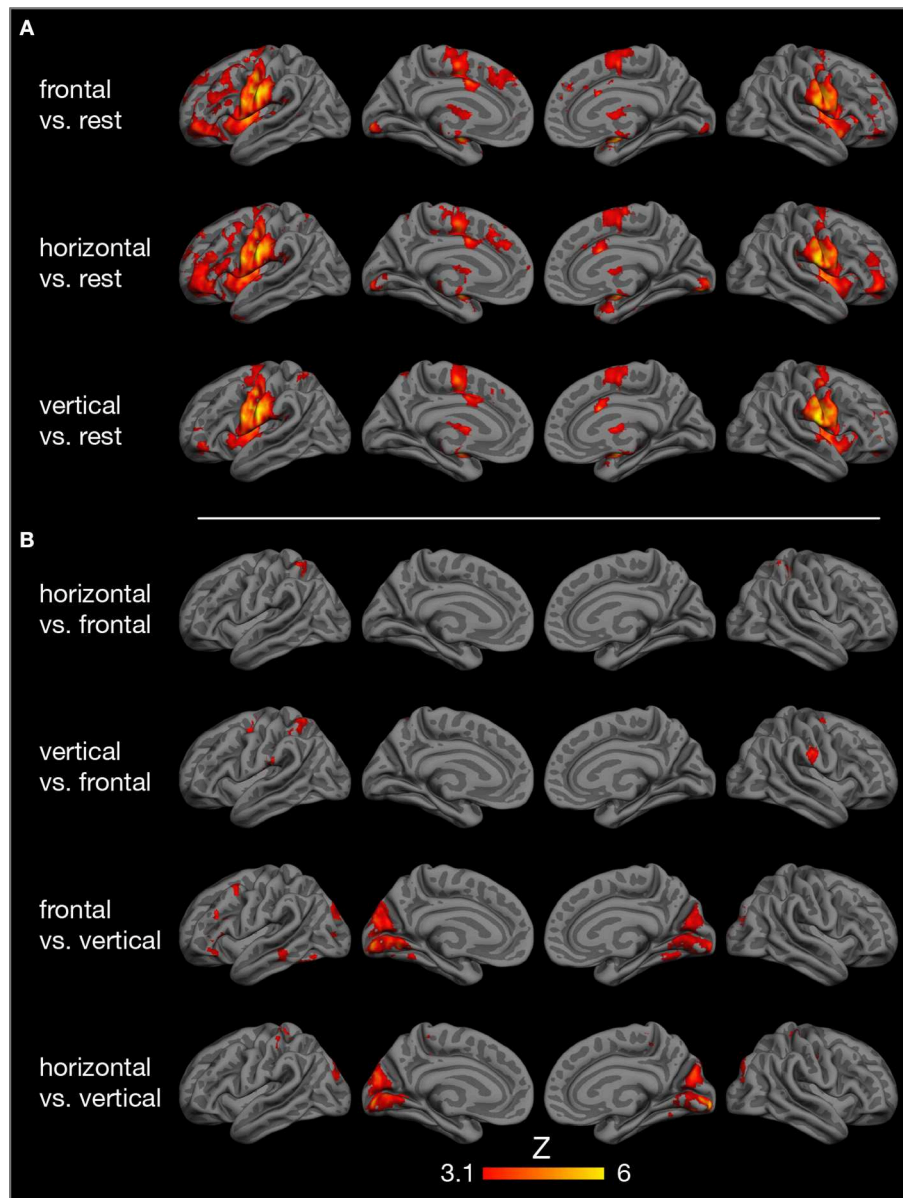 A
frontal
vs. rest
horizontal
vs. rest
vertical
vs. rest
B
horizontal
vs. frontal
vertical
vs. frontal
frontal
vs. vertical
horizontal
vs. vertical
Z
3.1 6